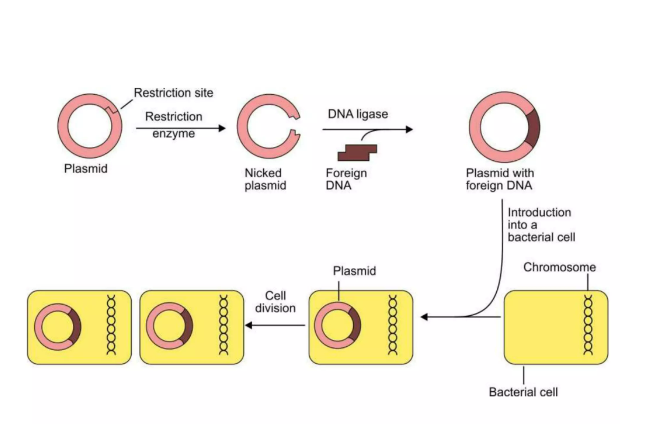 Restriction site
Restriction
enzyme
DNA ligase
Plasmid
Nicked
plasmid
Foreign
DNA
Plasmid with
foreign DNA
Introduction
into a
bacterial cell
Chromosome
Plasmid
Cell
division
Bacterial cell